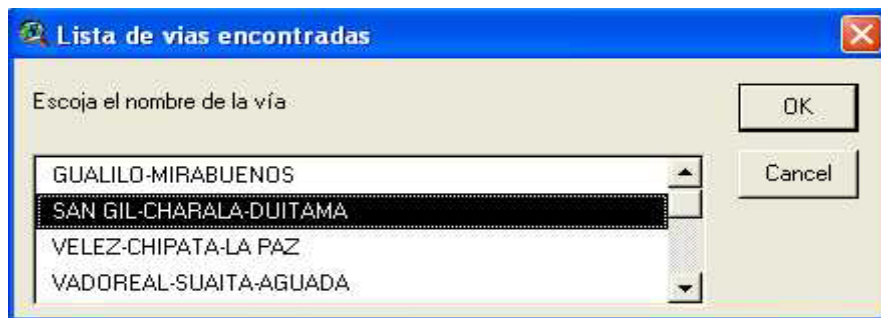 Lista de vias encontradas
Escoja el nombre de la vía
OK
Cancel
GUALILO-MIRABUENOS
SAN GIL-CHARALA-DUITAMA
VELEZ-CHIPATA-LA PAZ
VADOREAL-SUAITA-AGUADA